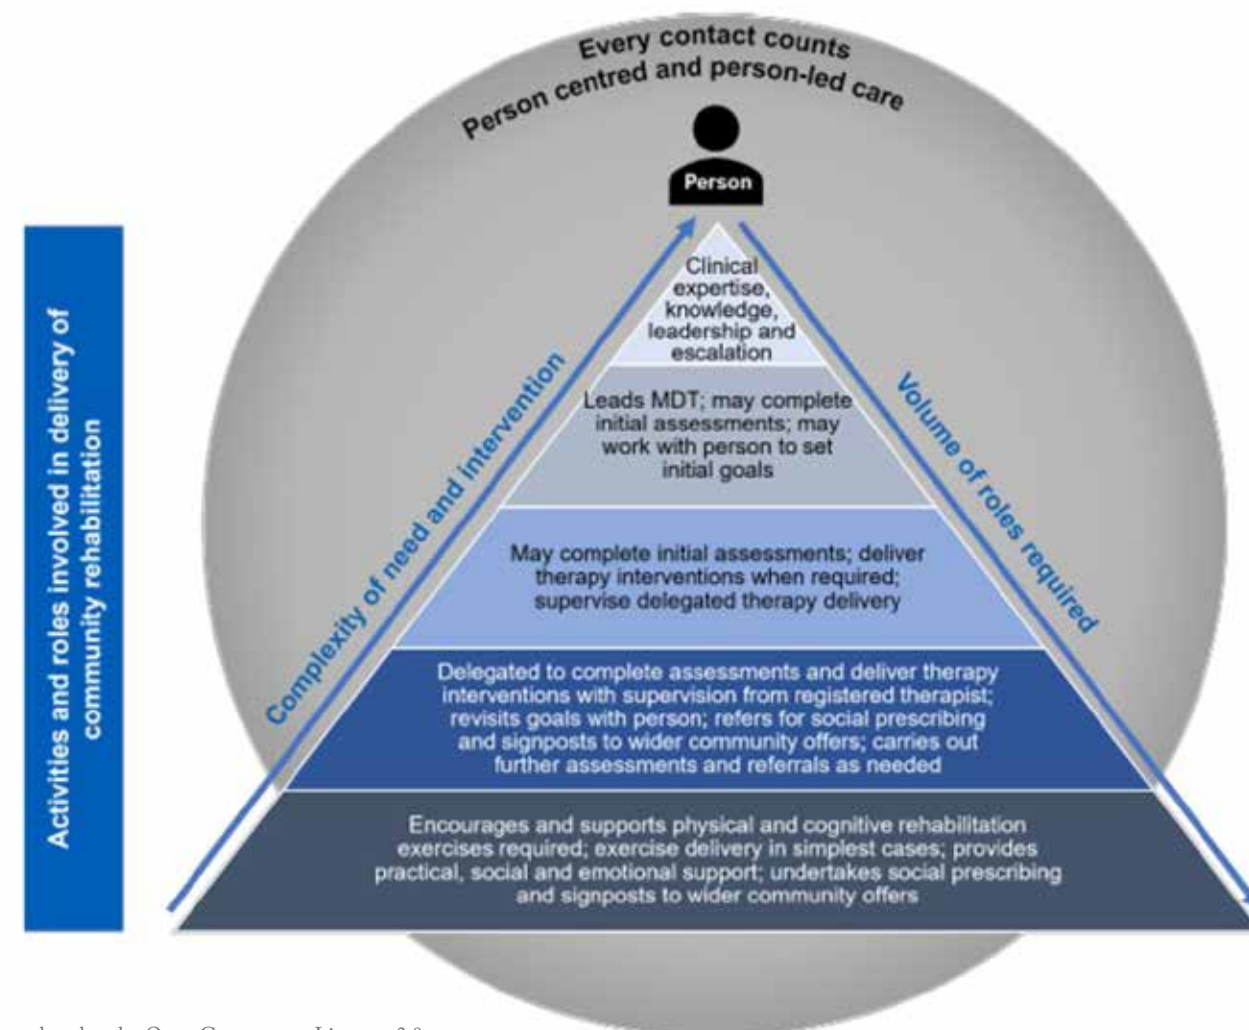 Every contact counts
Person centred and person-led care
Person
Activities and roles involved in delivery of
community rehabilitation
Complexity of need and intervention
Volume of roles required
Clinical
expertise,
knowledge,
leadership and
escalation
Leads MDT; may complete
initial assessments; may
work with person to set
initial goals
May complete initial assessments; deliver
therapy interventions when required;
supervise delegated therapy delivery
Delegated to complete assessments and deliver therapy
interventions with supervision from registered therapist;
revisits goals with person; refers for social prescribing
and signposts to wider community offers; carries out
further assessments and referrals as needed
Encourages and supports physical and cognitive rehabilitation
exercises required; exercise delivery in simplest cases; provides
practical, social and emotional support; undertakes social prescribing
and signposts to wider community offers